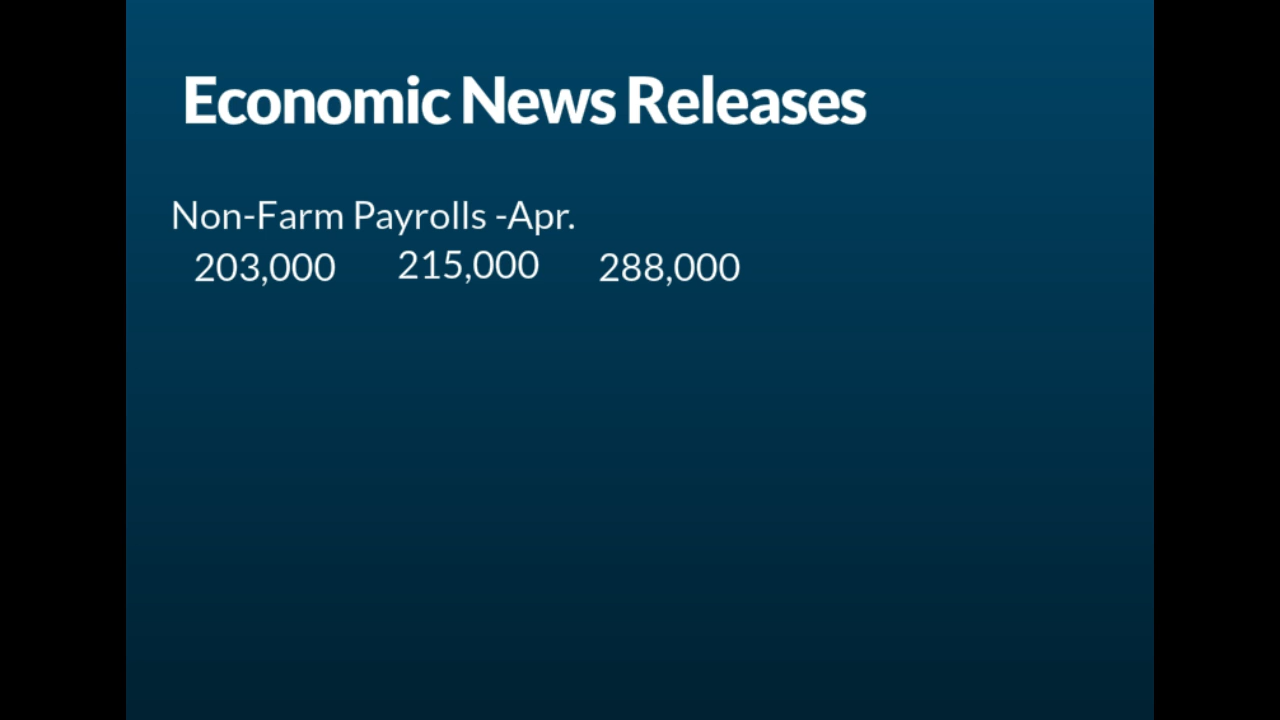 Economic News Releases
Non-Farm Payrolls -Apr.
203,000 215,000 288,000